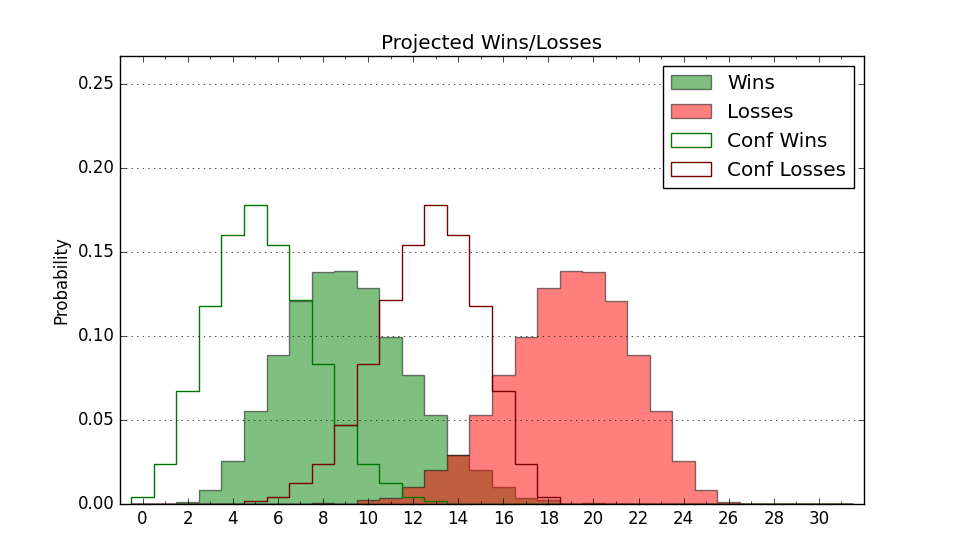 Projected Wins/Losses
0.25
0.20
0.15
0.10
0.05
0.00
Probability
Wins
Losses
Conf Wins
Conf Losses
0 2 4 6 8 10 12 14 16 18 20 22 24 26 28 30